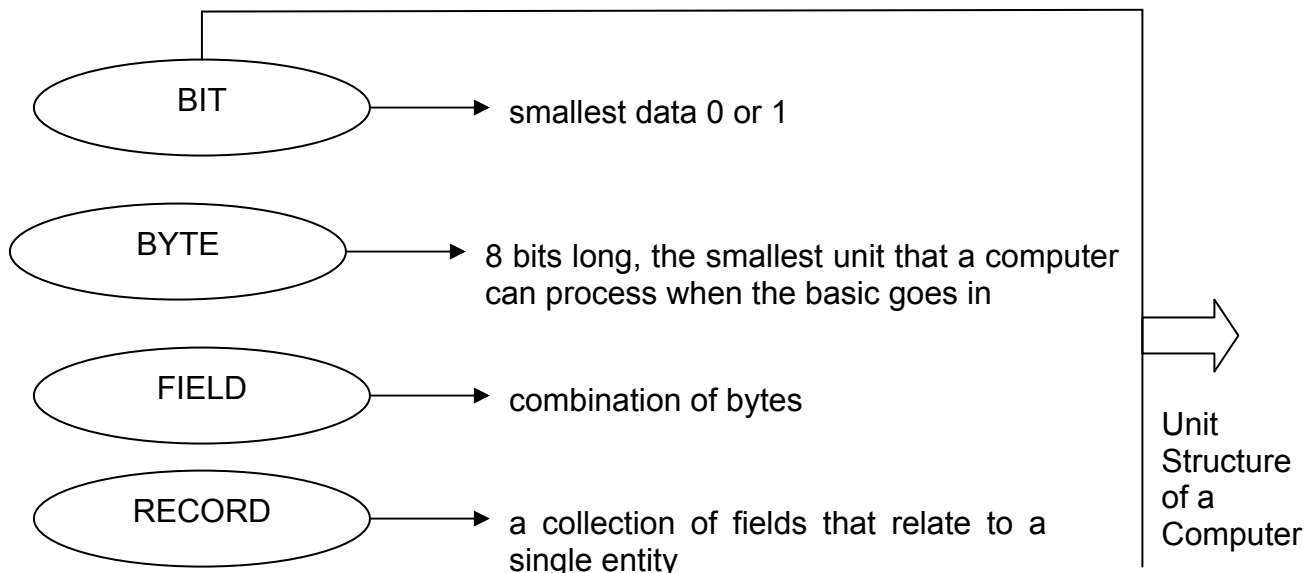 BIT
smallest data 0 or 1
BYTE
8 bits long, the smallest unit that a computer
can process when the basic goes in
FIELD
combination of bytes
RECORD
a collection of fields that relate to a
single entity
Unit
Structure
of a
Computer